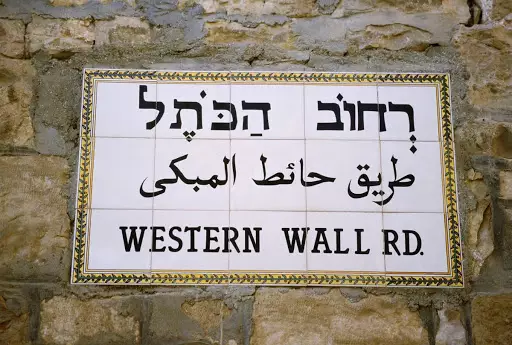 רְחוֹב הַכֹּתֶל
طريق حائط المبكى
WESTERN WALL RD.